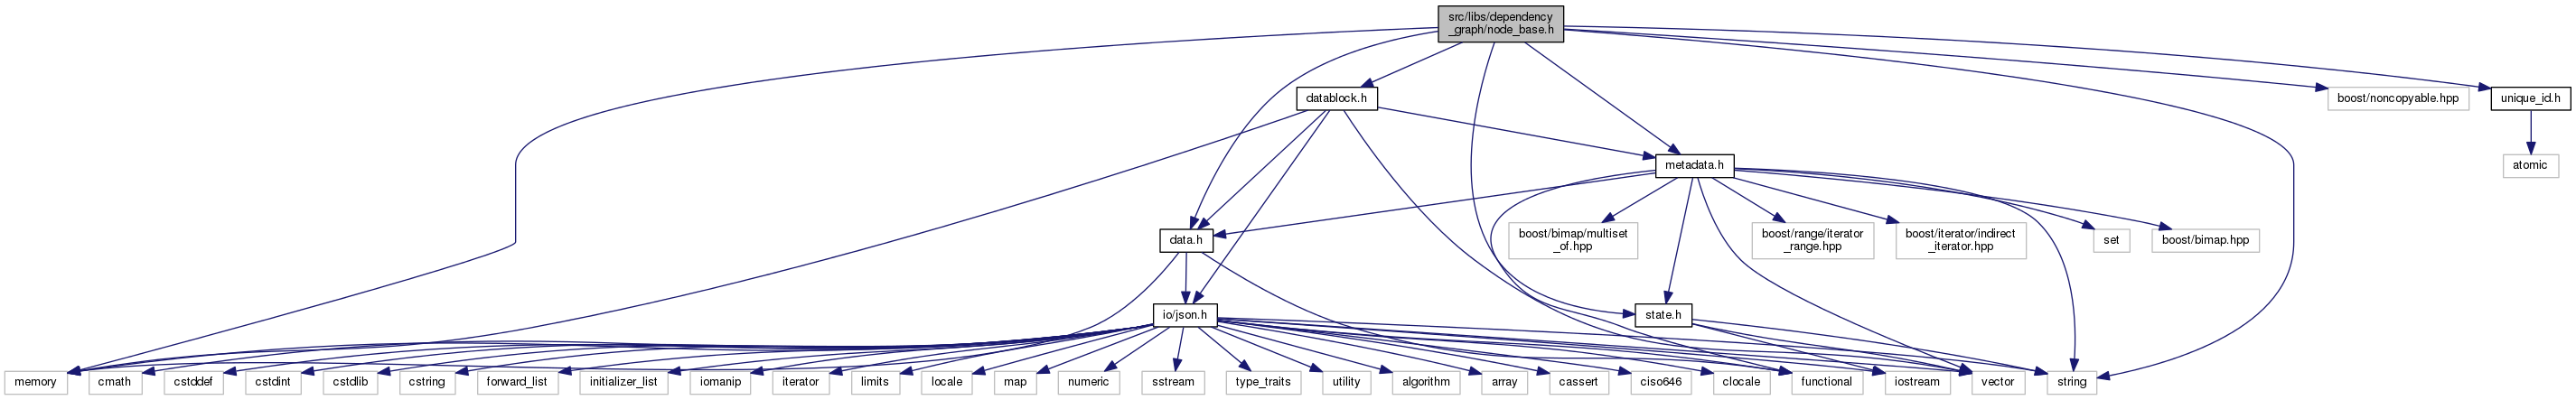 src/libs/dependency
_graph/node_base.h
datablock.h
boost/noncopyable.hpp
unique_id.h
metadata.h
atomic
data.h
boost/bimap/multiset
_of.hpp
boost/range/iterator
_range.hpp
boost/iterator/indirect
_iterator.hpp
set
boost/bimap.hpp
io/json.h
state.h
memory
cmath
cstddef
cstdint
cstdlib
cstring
forward_list
initializer_list
iomanip
iterator
limits
locale
map
numeric
sstream
type_traits
utility
algorithm
array
cassert
ciso646
clocale
functional
iostream
vector
string